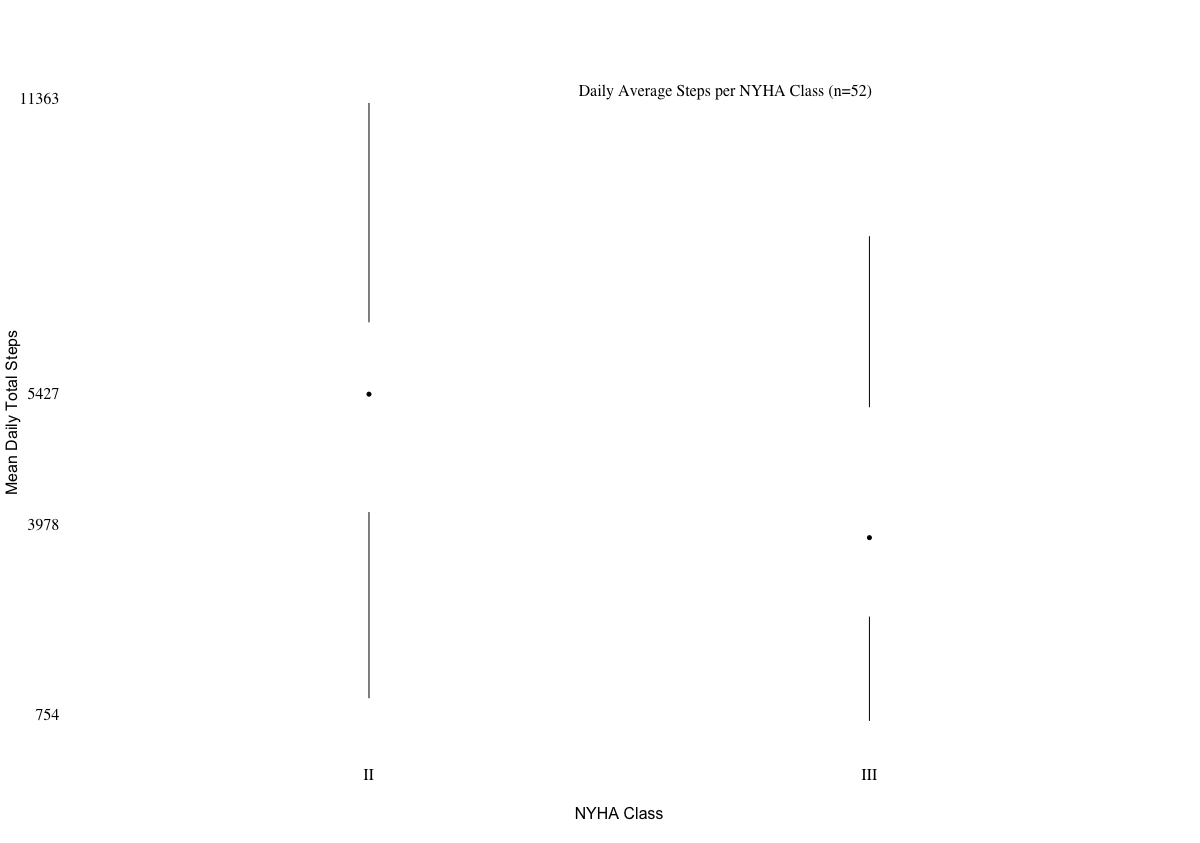 Daily Average Steps per NYHA Class (n=52)
11363
Mean Daily Total Steps
5427
3978
754
II
III
NYHA Class